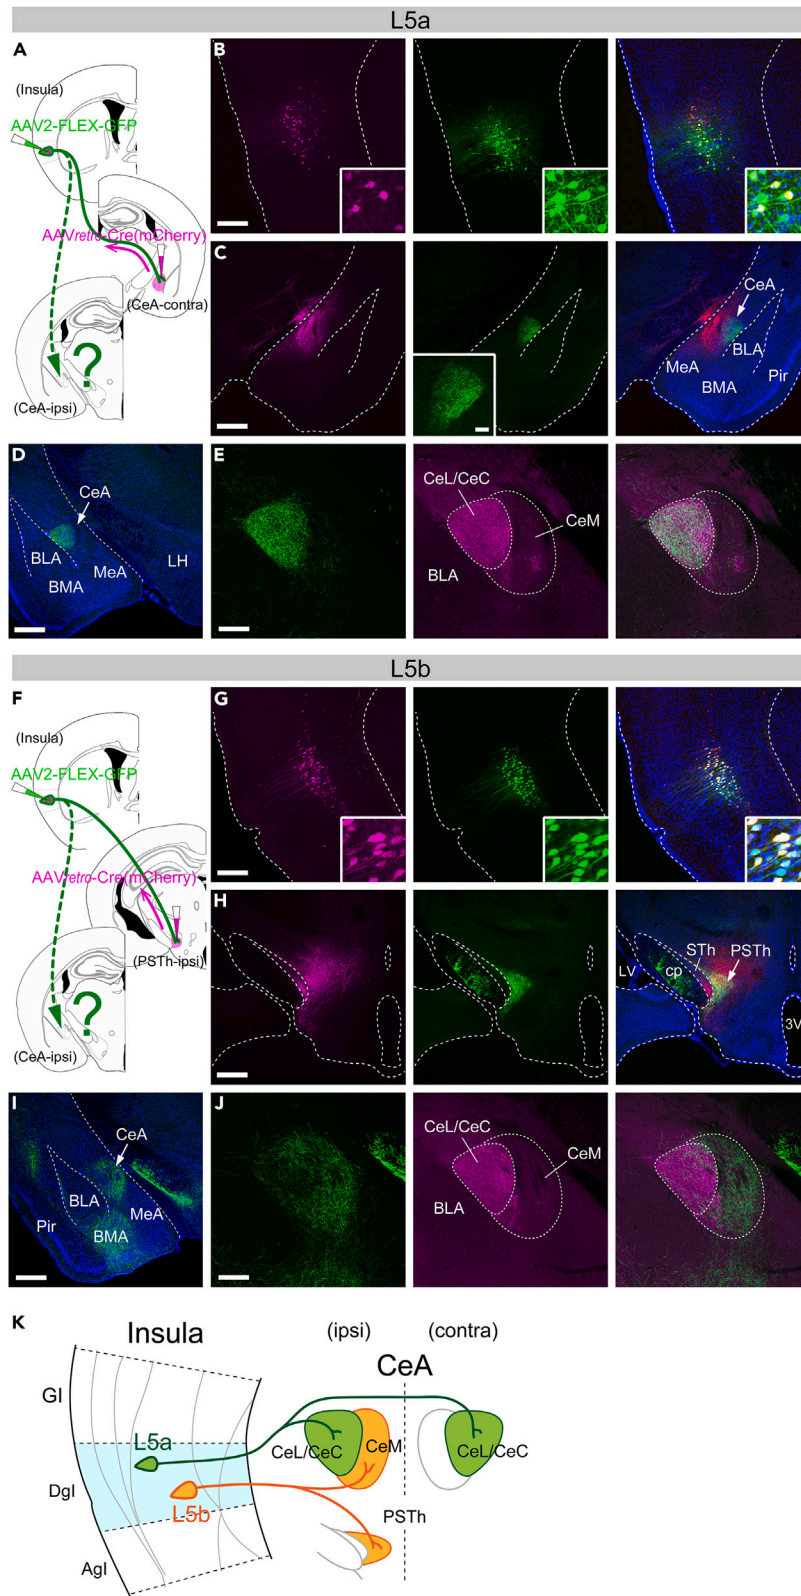 L5a
A
(Insula)
AAV2-FLEX-GFP
AAVretro-Cre(mCherry)
(CeA-contra)
?
(CeA-ipsi)
B
C
CeA
BLA
MeA
BMA
Pir
D
CeA
BLA
MeA
LH
BMA
E
CeL/CeC
CeM
BLA
L5b
F
(Insula)
AAV2-FLEX-GFP
AAVretro-Cre(mCherry)
(PSTh-ipsi)
?
(CeA-ipsi)
G
H
STh
PSTh
LV
cp
3V
I
CeA
BLA
MeA
Pir
BMA
J
CeL/CeC
CeM
BLA
K
Insula
(ipsi)
(contra)
CeA
GI
L5a
CeL/CeC
CeM
CeL/CeC
DgI
L5b
PSTh
AgI